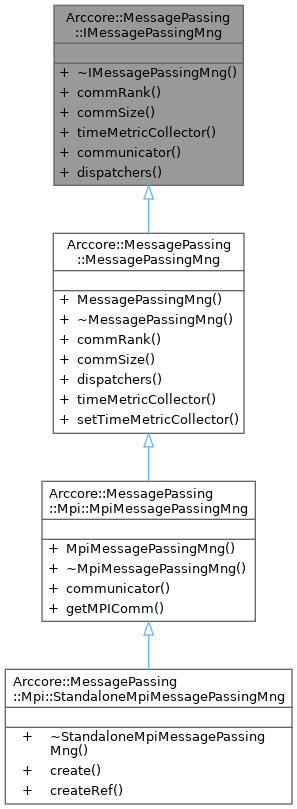 Arccore::MessagePassing
::IMessagePassingMng
+ ~IMessagePassingMng()
+ commRank()
+ commSize()
+ timeMetricCollector()
+ communicator()
+ dispatchers()
Arccore::MessagePassing
::MessagePassingMng
+ MessagePassingMng()
+ ~MessagePassingMng()
+ commRank()
+ commSize()
+ dispatchers()
+ timeMetricCollector()
+ setTimeMetricCollector()
Arccore::MessagePassing
::Mpi::MpiMessagePassingMng
+ MpiMessagePassingMng()
+ ~MpiMessagePassingMng()
+ communicator()
+ getMPIComm()
Arccore::MessagePassing
::Mpi::StandaloneMpiMessagePassingMng
+ ~StandaloneMpiMessagePassing
Mng()
+ create()
+ createRef()